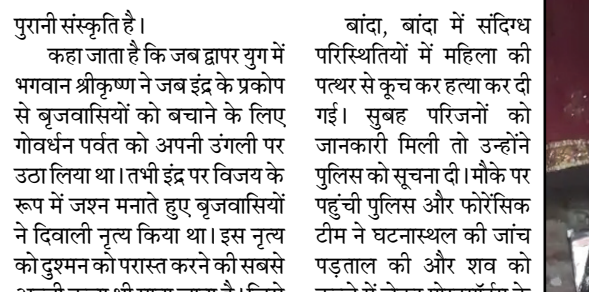 पुरानी संस्कृति है।
कहा जाता है कि जब द्वापर युग में
भगवान श्रीकृष्ण ने जब इंद्र के प्रकोप
से बृजवासियों को बचाने के लिए
गोवर्धन पर्वत को अपनी उंगली पर
उठा लिया था। तभी इंद्र पर विजय के
रूप में जश्न मनाते हुए बृजवासियों
ने दिवाली नृत्य किया था। इस नृत्य
को दुश्मन को परास्त करने की सबसे
बांदा, बांदा में संदिग्ध
परिस्थितियों में महिला की
पत्थर से कूच कर हत्या कर दी
गई। सुबह परिजनों को
जानकारी मिली तो उन्होंने
पुलिस को सूचना दी। मौके पर
पहुंची पुलिस और फोरेंसिक
टीम ने घटनास्थल की जांच
पड़ताल की और शव को